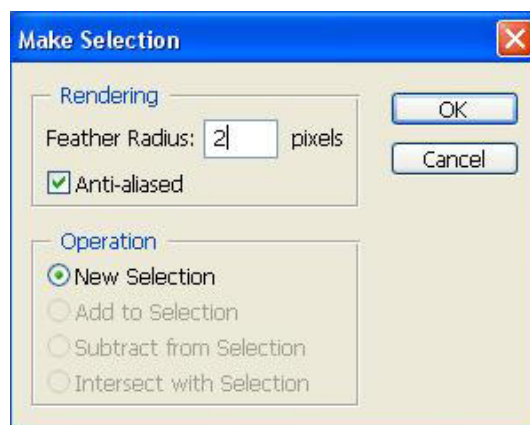 Make Selection
Rendering
Feather Radius: 2 pixels
Anti-aliased
OK
Cancel
Operation
New Selection
Add to Selection
Subtract from Selection
Intersect with Selection